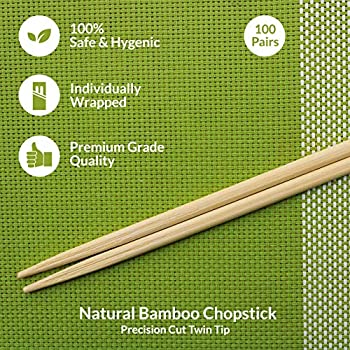 100%
Safe & Hygenic
100
Pairs
Individually
Wrapped
Premium Grade
Quality
Natural Bamboo Chopstick
Precision Cut Twin Tip